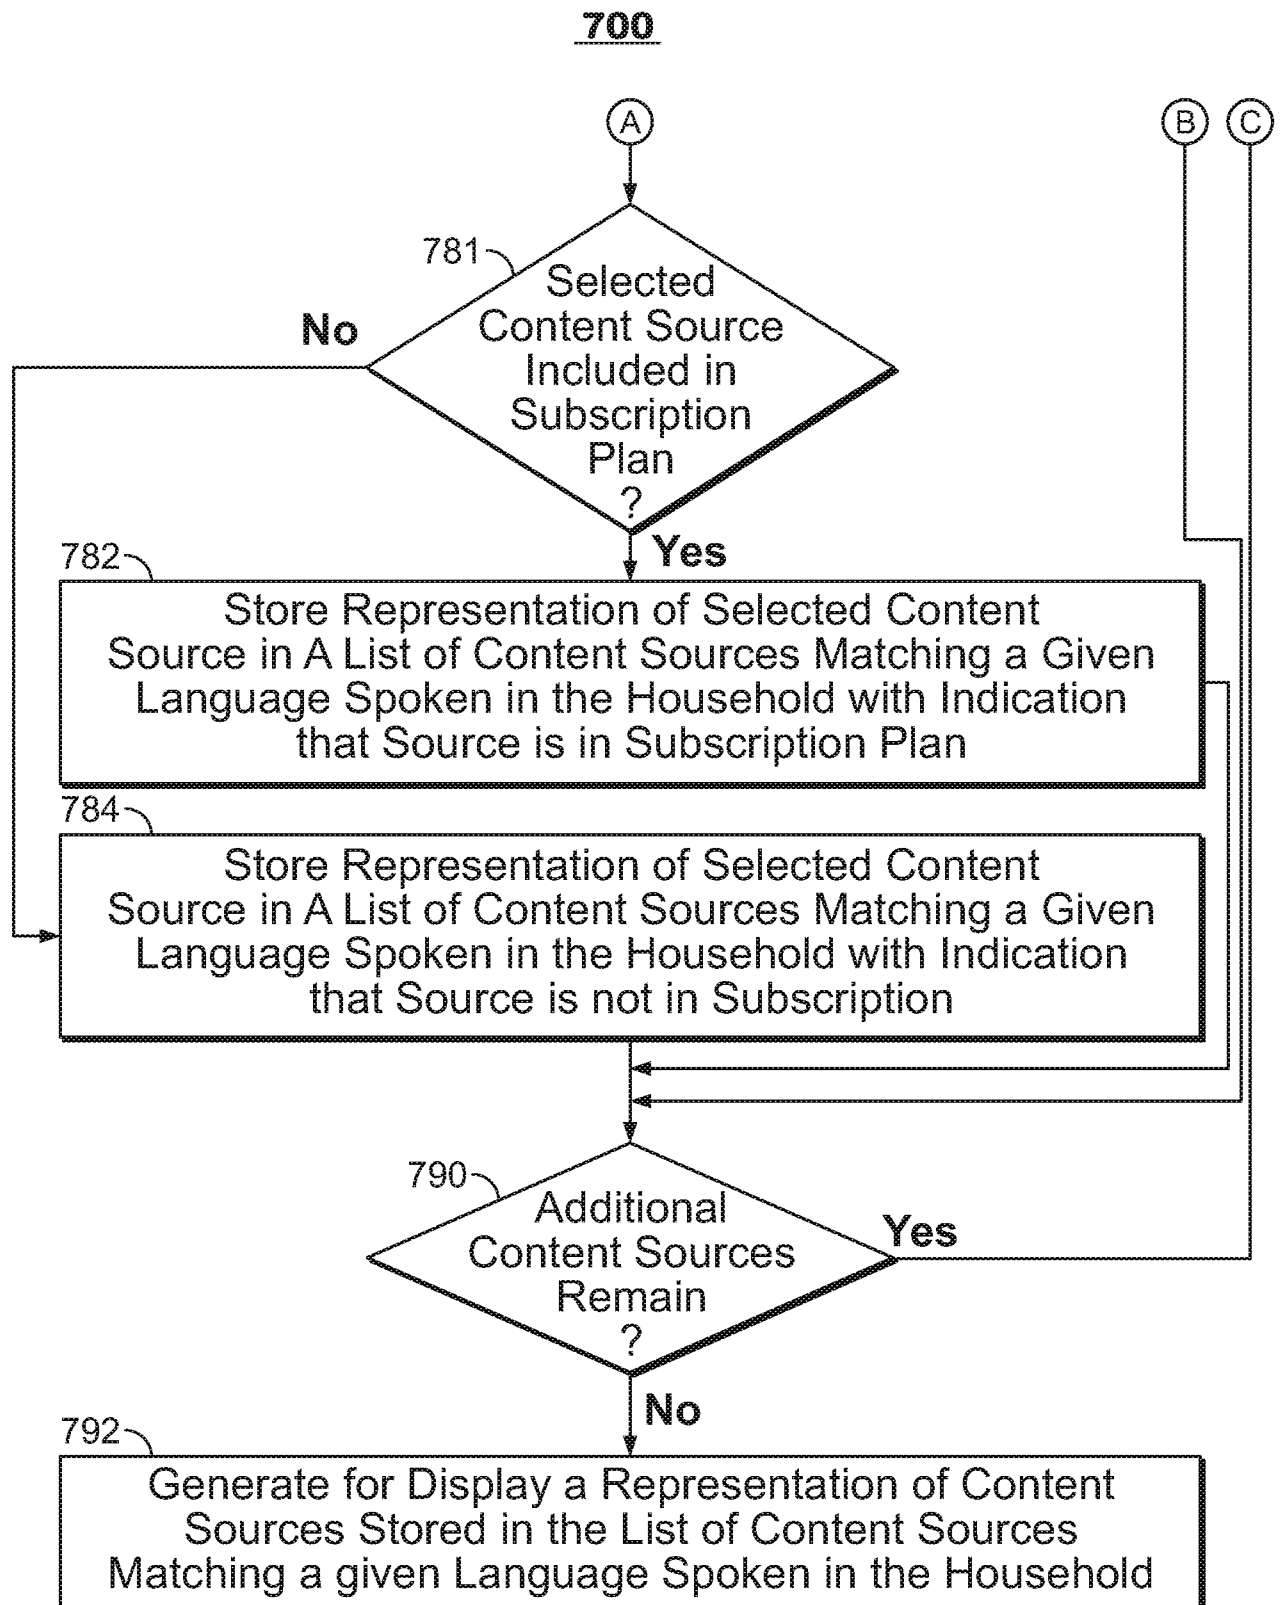 700
A
B
C
781
Selected
Content Source
Included in
Subscription
Plan
?
No
Yes
782
Store Representation of Selected Content
Source in A List of Content Sources Matching a Given
Language Spoken in the Household with Indication
that Source is in Subscription Plan
784
Store Representation of Selected Content
Source in A List of Content Sources Matching a Given
Language Spoken in the Household with Indication
that Source is not in Subscription
790
Additional
Content Sources
Remain
?
Yes
No
792
Generate for Display a Representation of Content
Sources Stored in the List of Content Sources
Matching a given Language Spoken in the Household